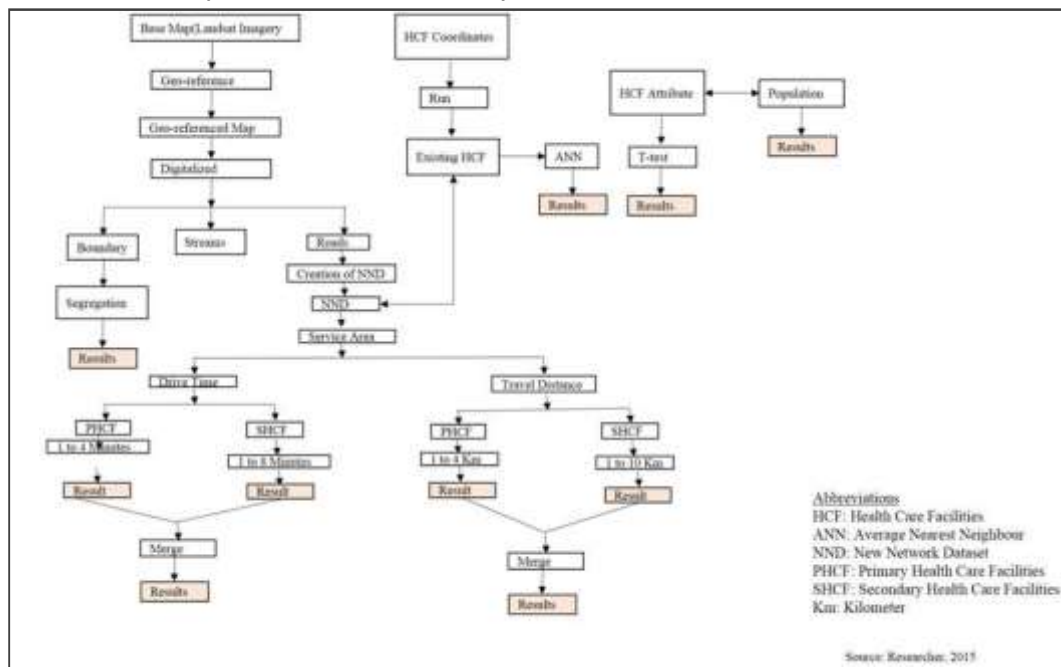 Base Map(Landsat Imagery
HCF Coordinates
Geo-reference
Run
HCF Attribute
Population
Geo-referenced Map
Existing HCF
ANN
T-test
Results
Digitalized
Results
Results
Boundary
Streams
Roads
Creation of NND
Segregation
NND
Service Area
Results
Drive Time
Travel Distance
PHCF
SHCF
PHCF
SHCF
1 to 4 Minutes
1 to 8 Minutes
1 to 4 Km
1 to 10 Km
Result
Result
Result
Result
Merge
Merge
Results
Results
Abbreviations
HCF: Health Care Facilities
ANN: Average Nearest Neighbour
NND: New Network Dataset
PHCF: Primary Health Care Facilities
SHCF: Secondary Health Care Facilities
Km: Kilometer
Source: Researcher, 2015